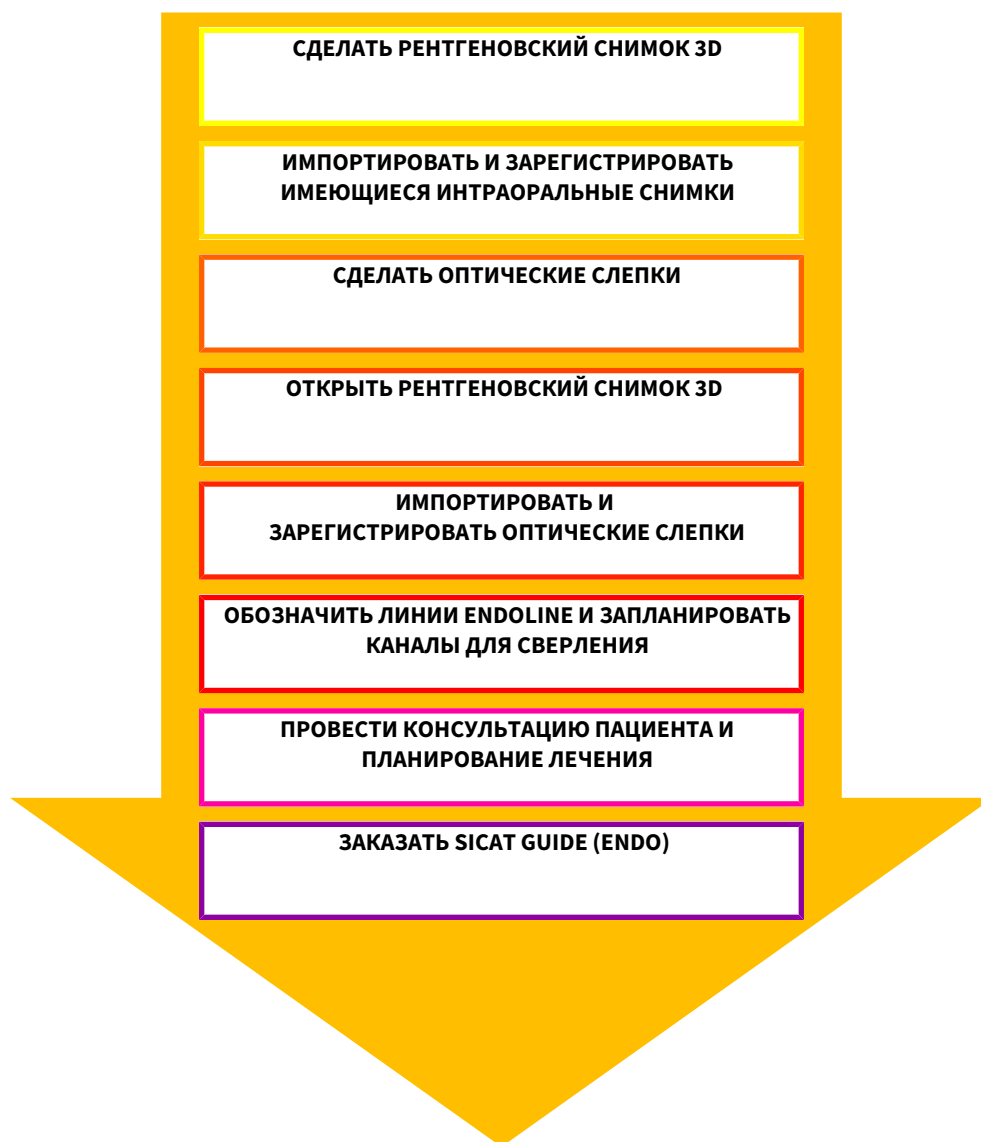 СДЕЛАТЬ РЕНТГЕНОВСКИЙ СНИМОК 3D
ИМПОРТИРОВАТЬ И ЗАРЕГИСТРИРОВАТЬ
ИМЕЮЩИЕСЯ ИНТРАОРАЛЬНЫЕ СНИМКИ
СДЕЛАТЬ ОПТИЧЕСКИЕ СЛЕПКИ
ОТКРЫТЬ РЕНТГЕНОВСКИЙ СНИМОК 3D
ИМПОРТИРОВАТЬ И
ЗАРЕГИСТРИРОВАТЬ ОПТИЧЕСКИЕ СЛЕПКИ
ОБОЗНАЧИТЬ ЛИНИИ ENDOLINE И ЗАПЛАНИРОВАТЬ
КАНАЛЫ ДЛЯ СВЕРЛЕНИЯ
ПРОВЕСТИ КОНСУЛЬТАЦИЮ ПАЦИЕНТА И
ПЛАНИРОВАНИЕ ЛЕЧЕНИЯ
ЗАКАЗАТЬ SICAT GUIDE (ENDO)